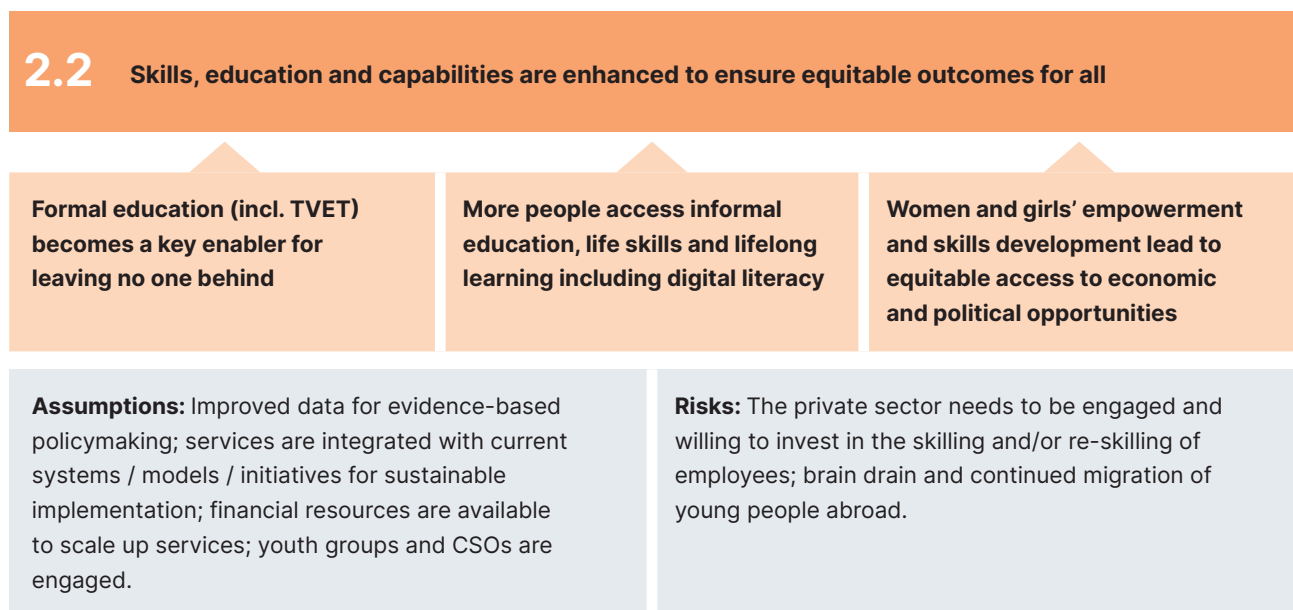 2.2 Skills, education and capabilities are enhanced to ensure equitable outcomes for all
Formal education (incl. TVET)
becomes a key enabler for
leaving no one behind
More people access informal
education, life skills and lifelong
learning including digital literacy
Women and girls’ empowerment
and skills development lead to
equitable access to economic
and political opportunities
Assumptions: Improved data for evidence-based
policymaking; services are integrated with current
systems / models / initiatives for sustainable
implementation; financial resources are available
to scale up services; youth groups and CSOs are
engaged.
Risks: The private sector needs to be engaged and
willing to invest in the skilling and/or re-skilling of
employees; brain drain and continued migration of
young people abroad.